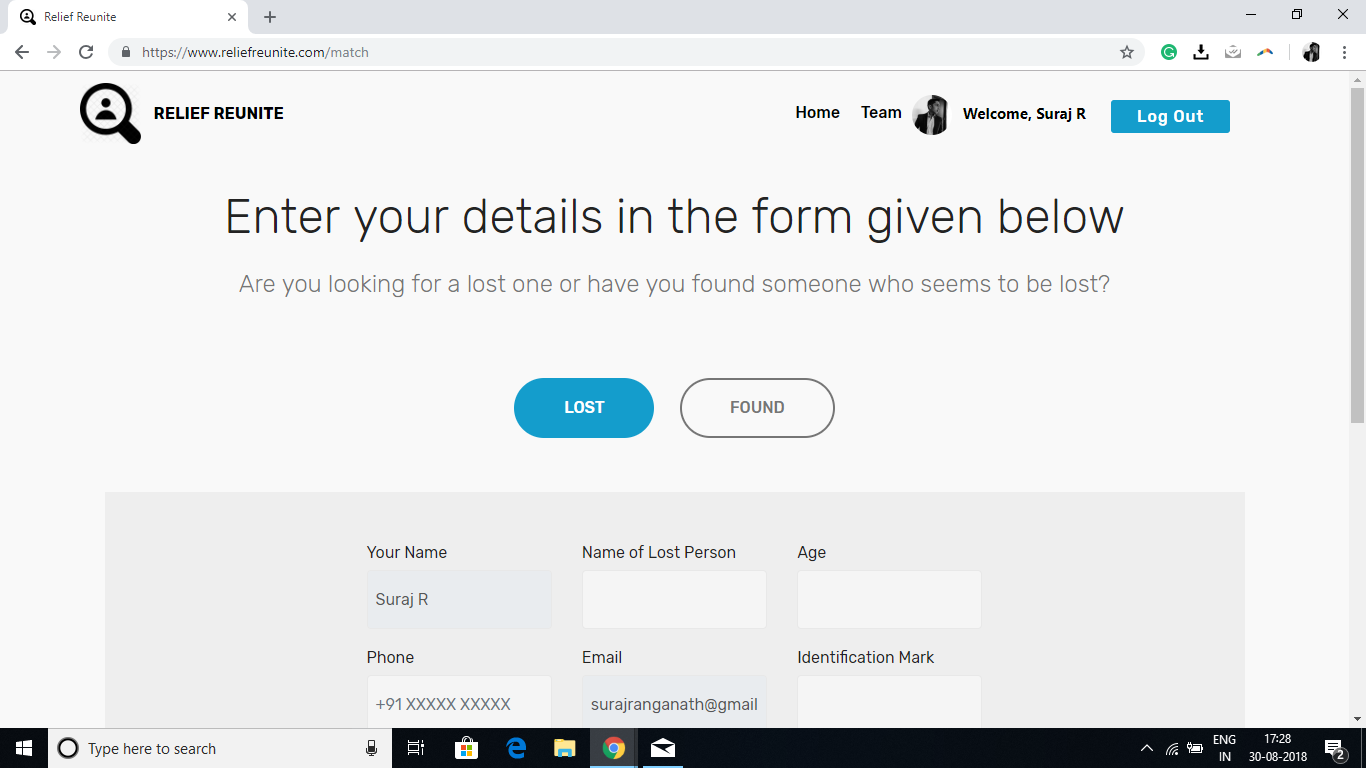 Relief Reunite
https://www.reliefreunite.com/match
RELIEF REUNITE
Home Team Welcome, Suraj R Log Out
Enter your details in the form given below
Are you looking for a lost one or have you found someone who seems to be lost?
LOST FOUND
Your Name Name of Lost Person Age
Suraj R
Phone Email Identification Mark
+91 XXXXX XXXXX surajranganath@gmail
Type here to search
ENG 17:28
IN 30-08-2018 2